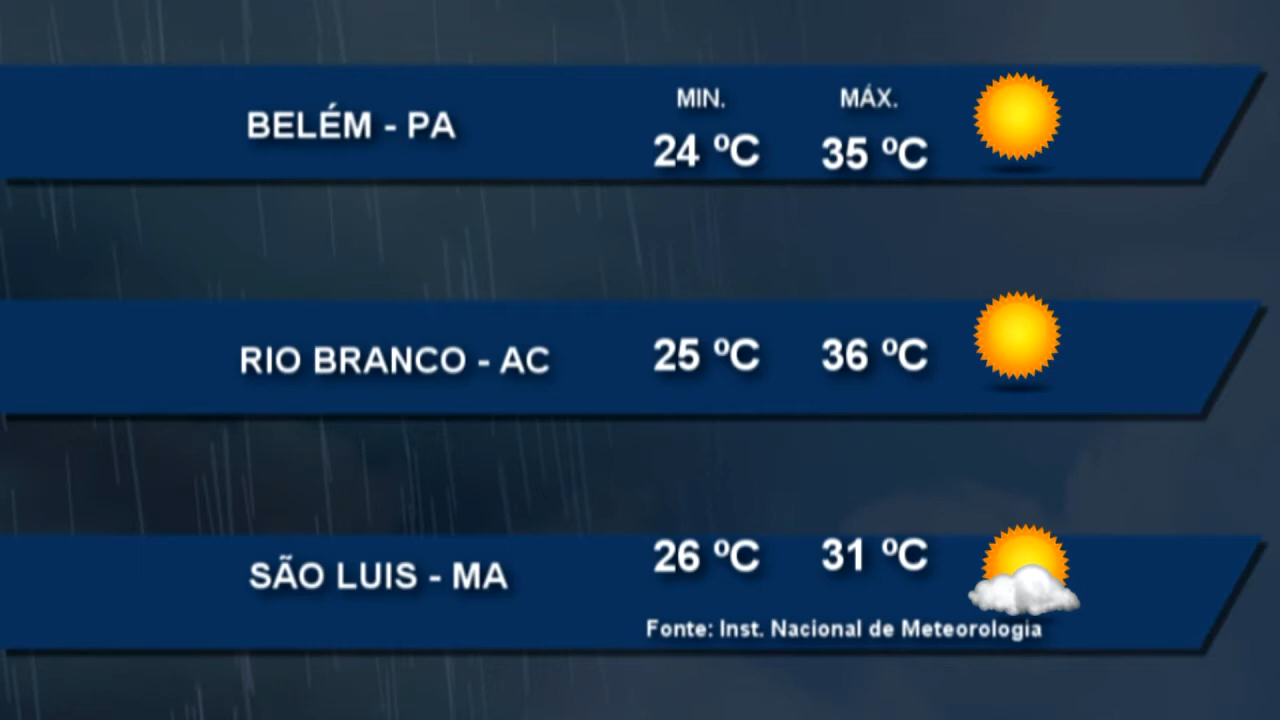 MIN. MÁX.
BELÉM - PA 24 ºC 35 ºC
RIO BRANCO - AC 25 ºC 36 ºC
SÃO LUIS - MA 26 ºC 31 ºC
Fonte: Inst. Nacional de Meteorologia